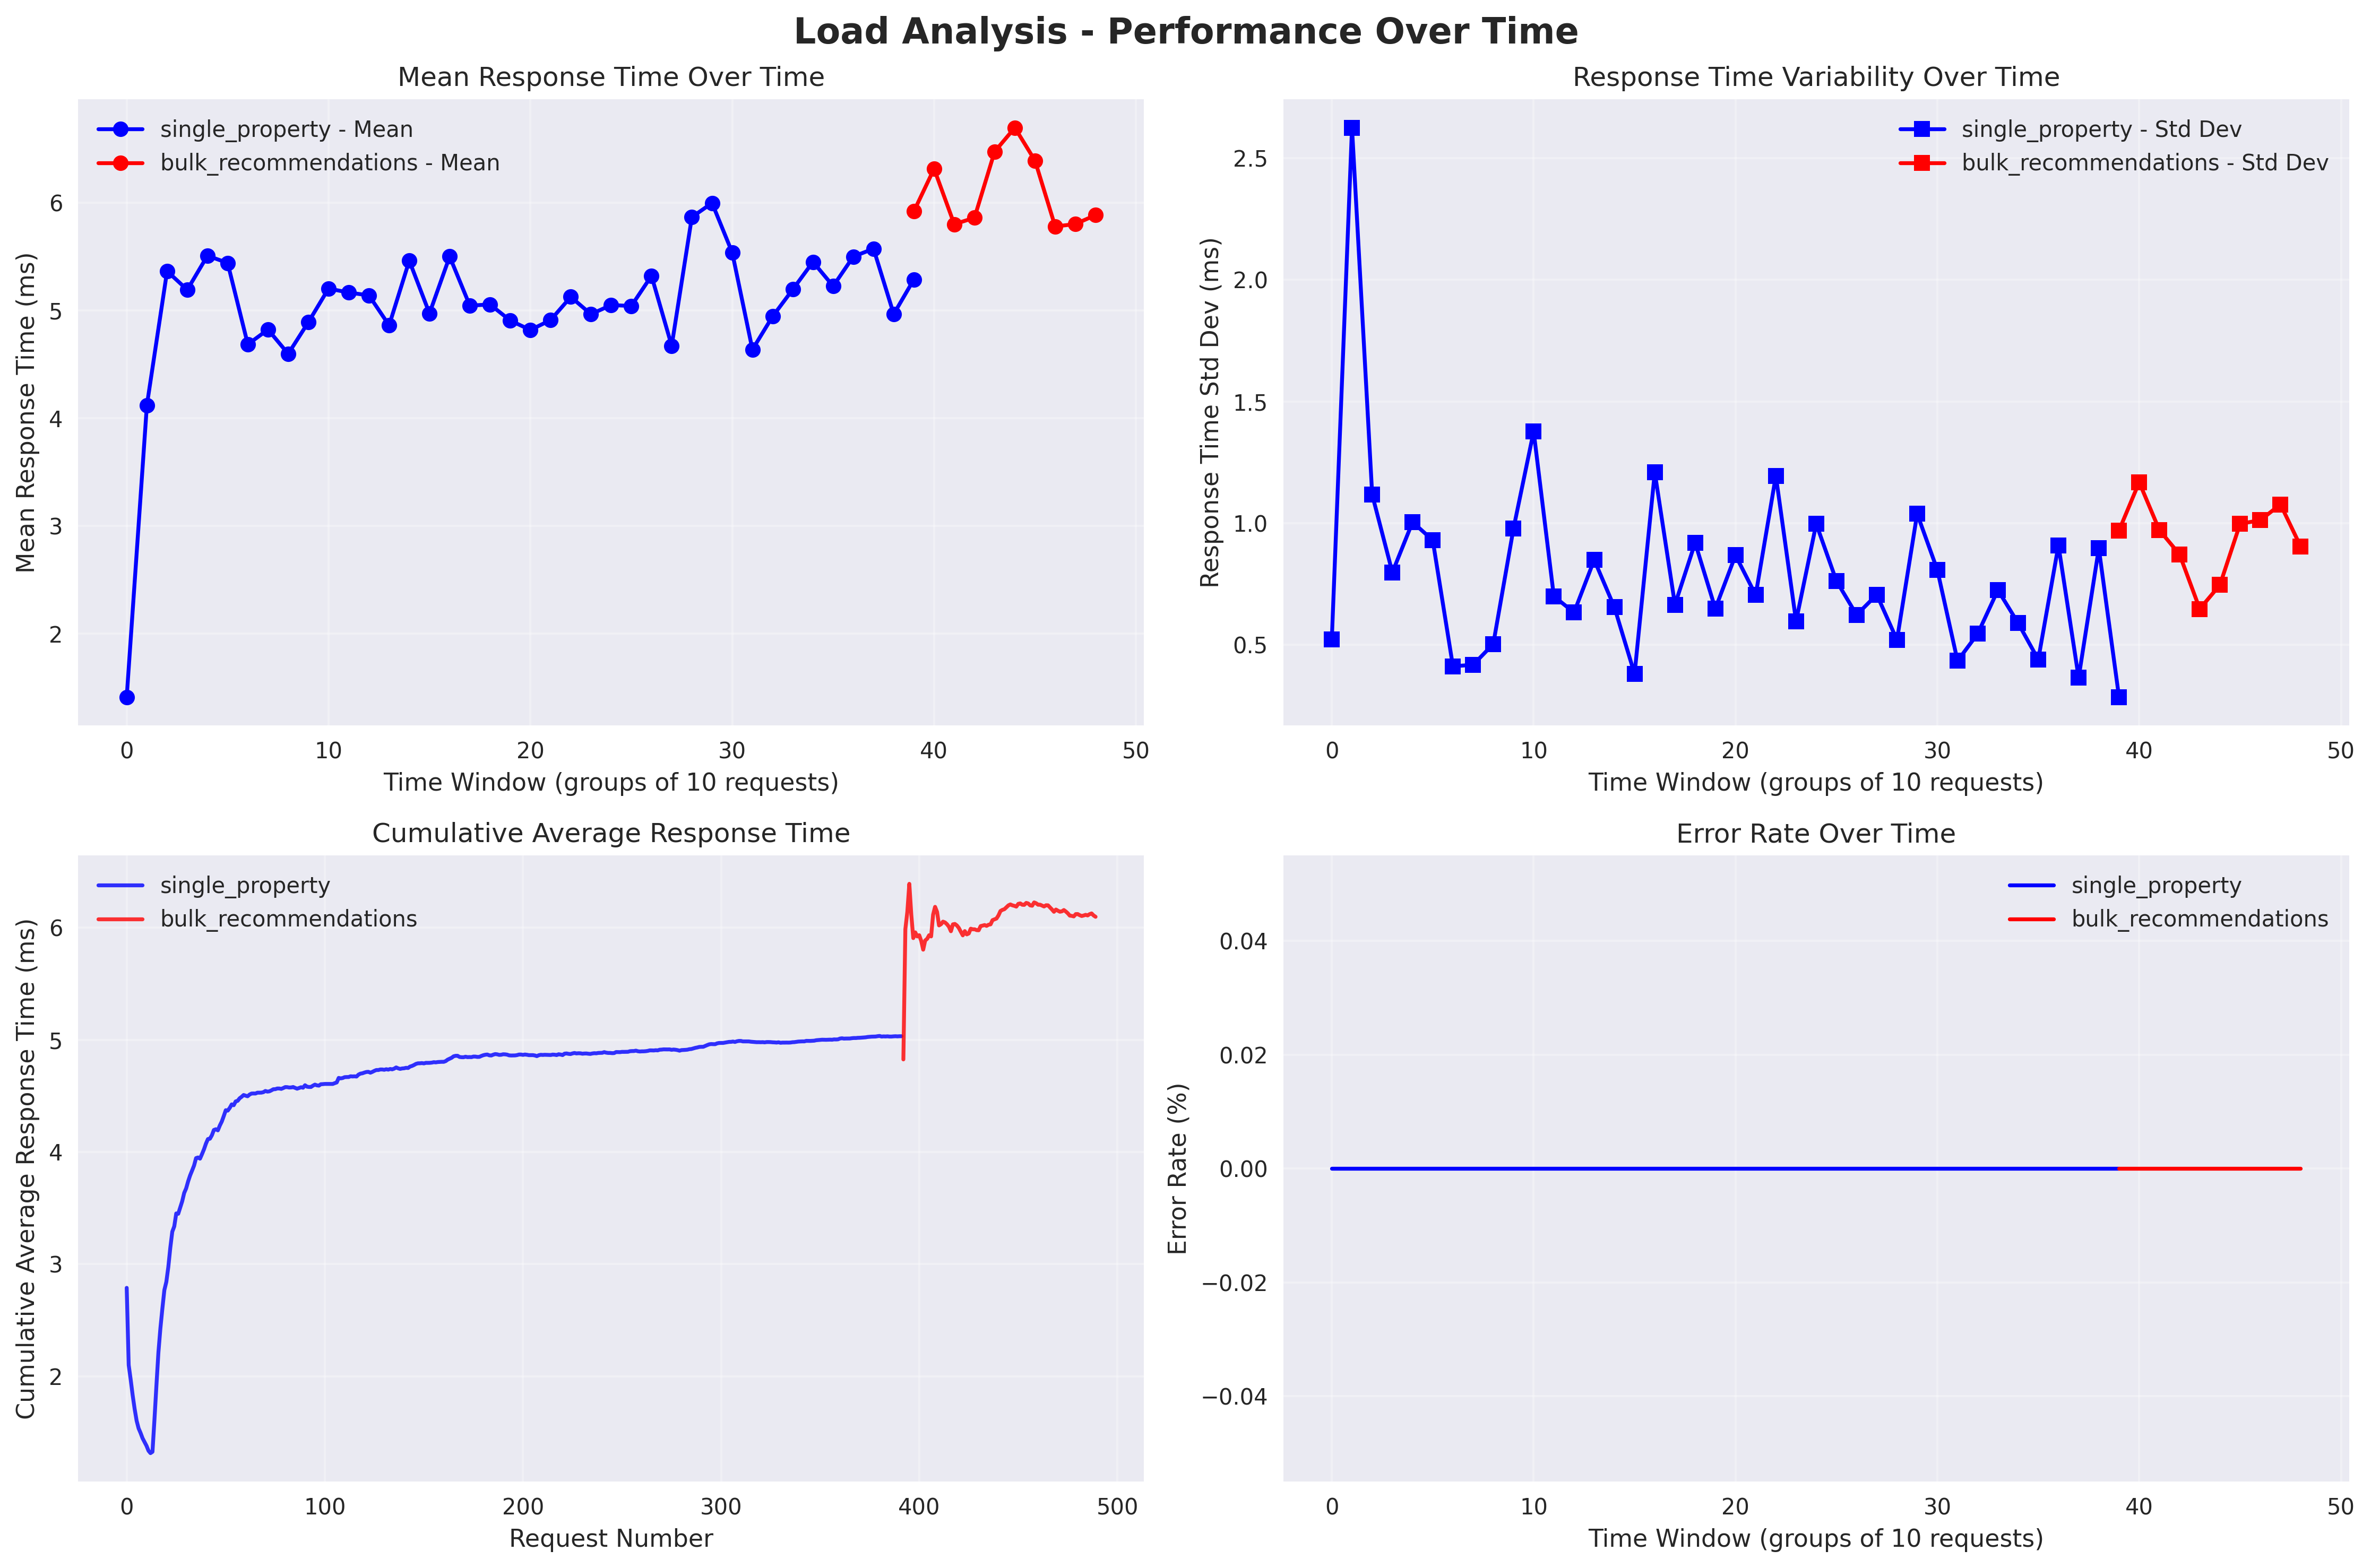 Load Analysis - Performance Over Time
Mean Response Time Over Time
single_property - Mean
bulk_recommendations - Mean
Mean Response Time (ms)
6
5
4
3
2
0
10
20
30
40
50
Time Window (groups of 10 requests)
Response Time Variability Over Time
single_property - Std Dev
bulk_recommendations - Std Dev
Response Time Std Dev (ms)
2.5
2.0
1.5
1.0
0.5
0
10
20
30
40
50
Time Window (groups of 10 requests)
Cumulative Average Response Time
single_property
bulk_recommendations
Cumulative Average Response Time (ms)
6
5
4
3
2
0
100
200
300
400
500
Request Number
Error Rate Over Time
single_property
bulk_recommendations
Error Rate (%)
0.04
0.02
0.00
−0.02
−0.04
0
10
20
30
40
50
Time Window (groups of 10 requests)